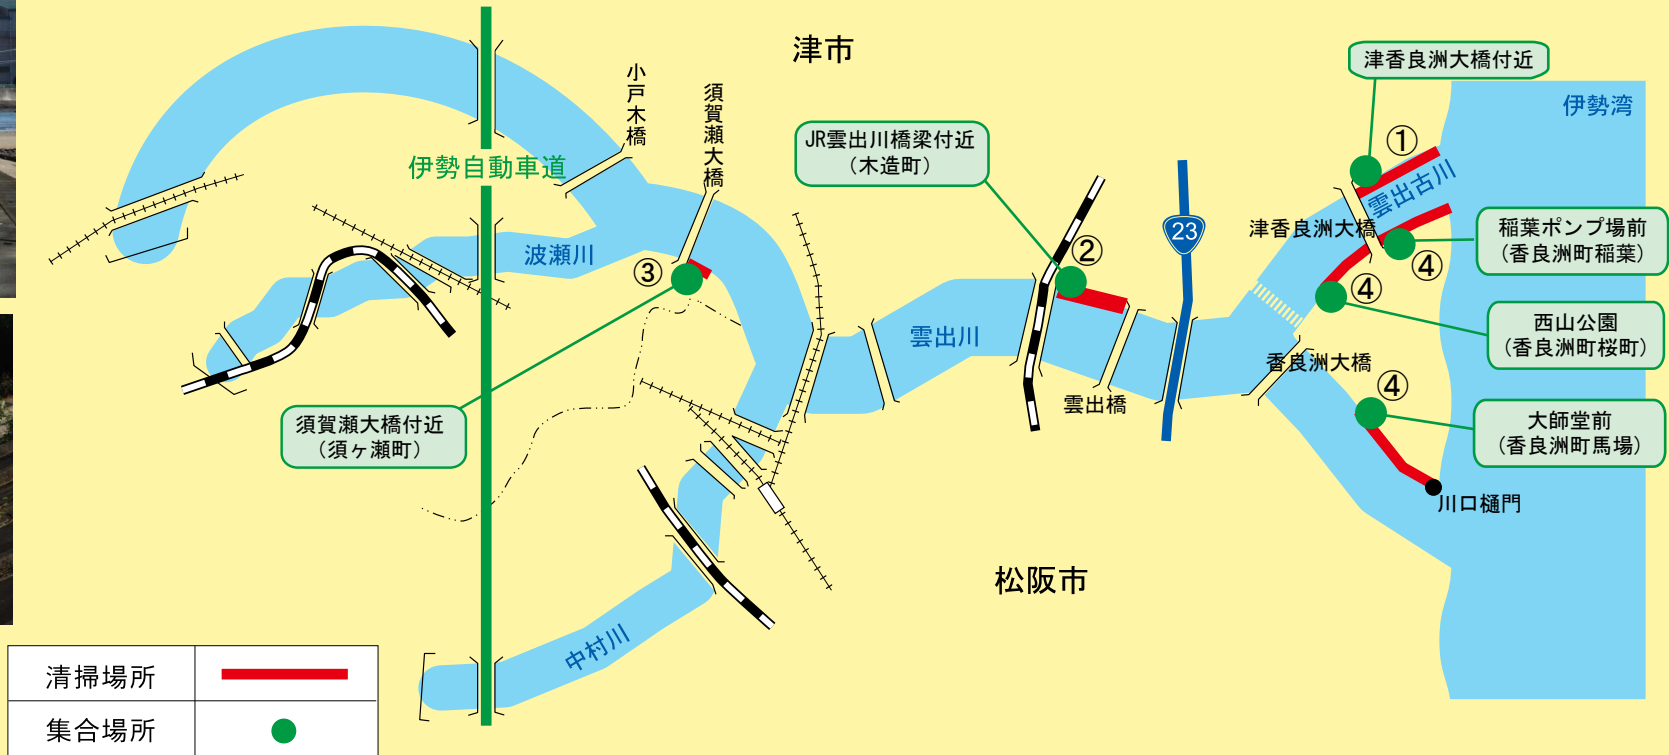 津市
津香良洲大橋付近
伊勢湾
小戸木橋
須賀瀬大橋
JR雲出川橋梁付近
(木造町)
①
伊勢自動車道
雲出古川
23
津香良洲大橋
稲葉ポンプ場前
(香良洲町稲葉)
波瀬川
③
②
④
④
雲出川
西山公園
(香良洲町桜町)
香良洲大橋
④
雲出橋
須賀瀬大橋付近
(須ヶ瀬町)
大師堂前
(香良洲町馬場)
川口樋門
松阪市
中村川
清掃場所
集合場所